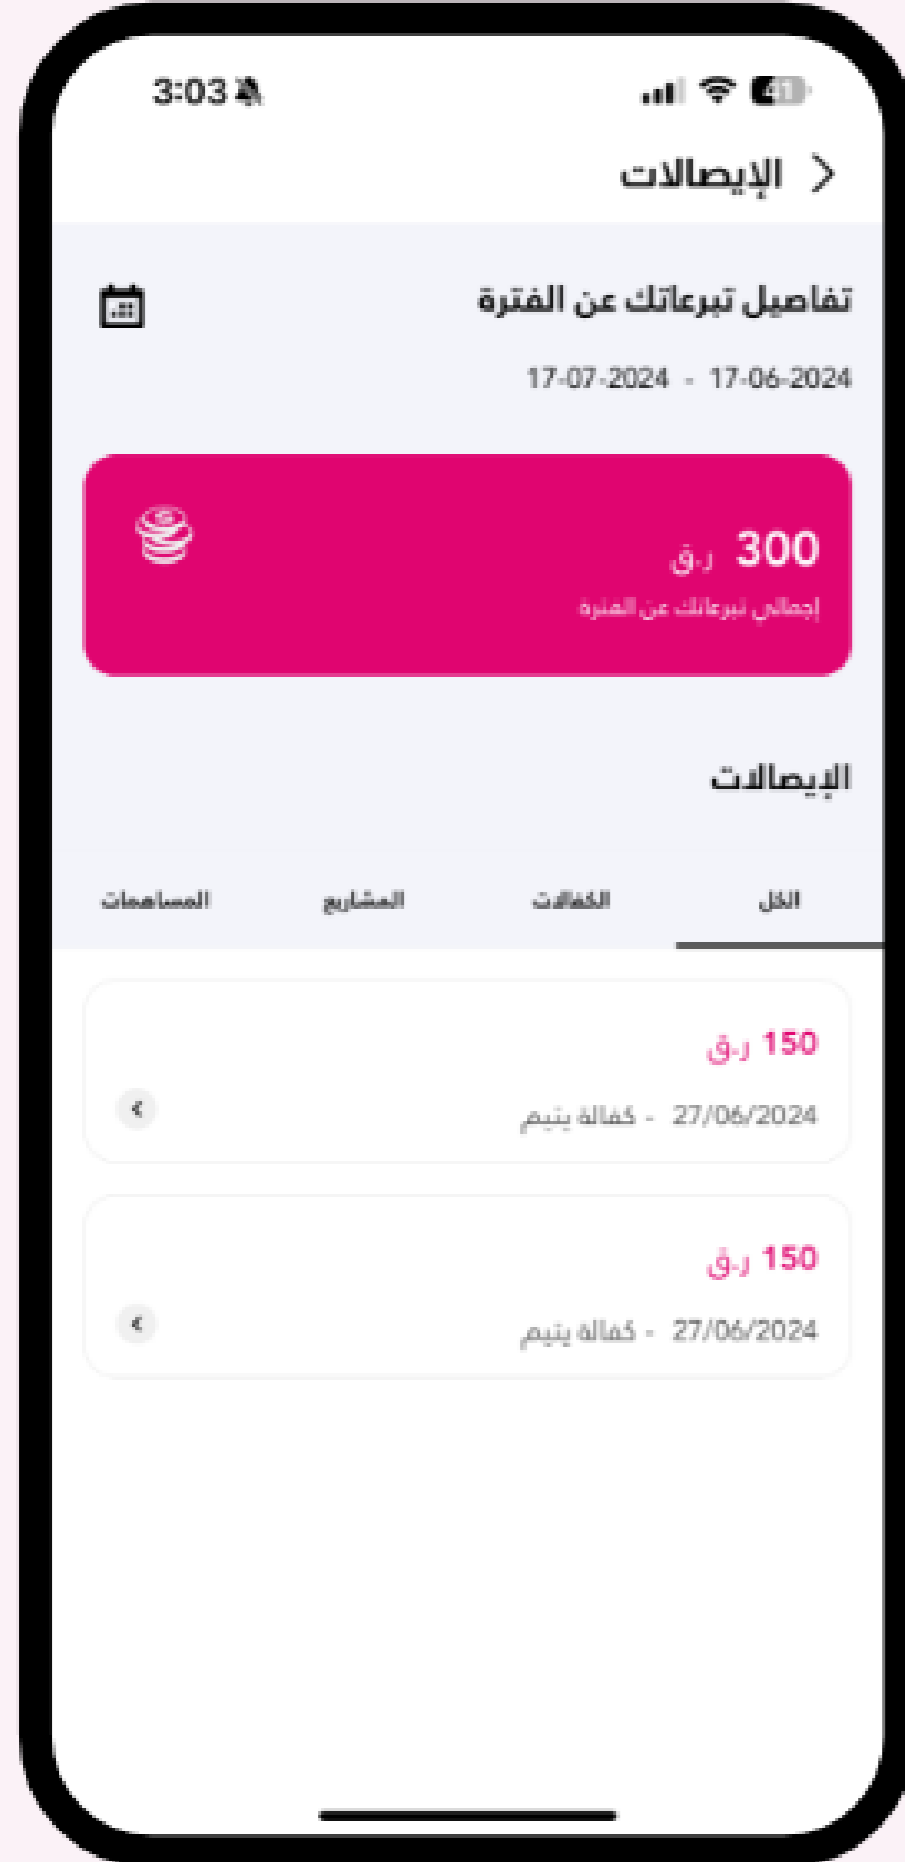 3:03
41
الإيصالات
تفاصيل تبرعاتك عن الفترة
17-06-2024 - 17-07-2024
300 ر.ق
إجمالي تبرعاتك عن الفترة
الإيصالات
الكل الكفالات المشاريع المساهمات
150 ر.ق
27/06/2024 - كفالة يتيم
150 ر.ق
27/06/2024 - كفالة يتيم